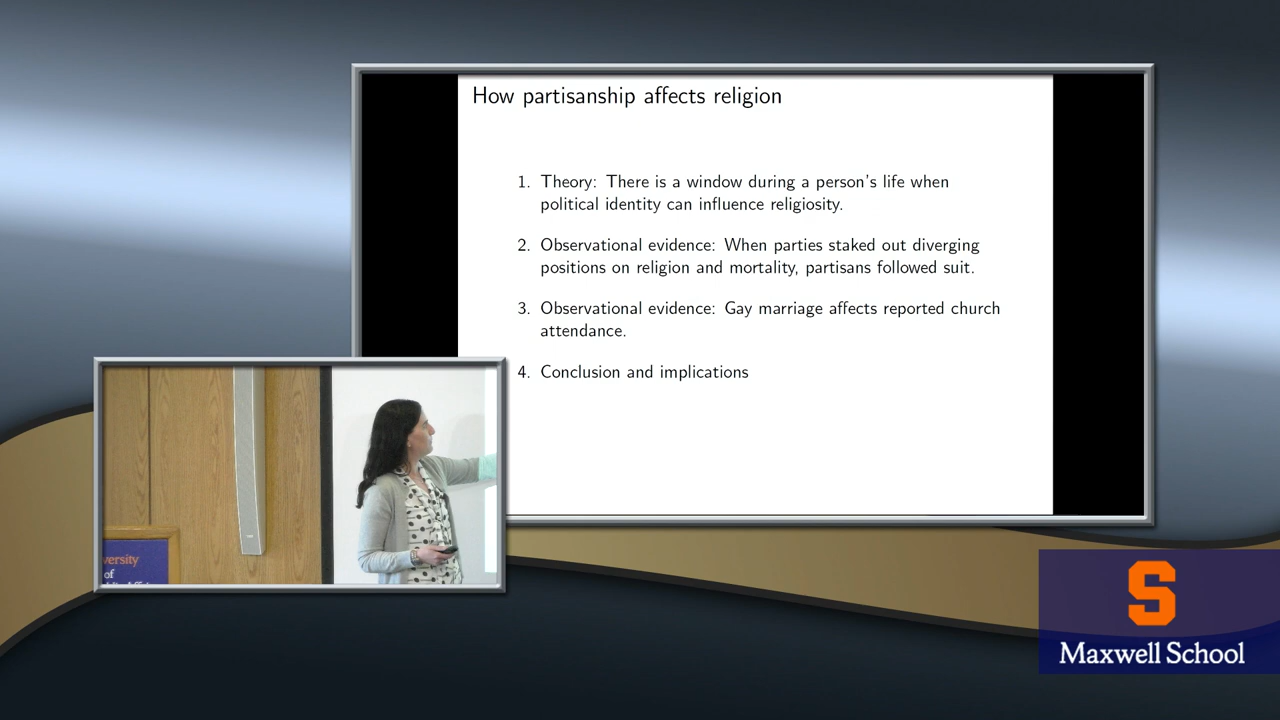 How partisanship affects religion
1. Theory: There is a window during a person's life when
political identity can influence religiosity.
2. Observational evidence: When parties staked out diverging
positions on religion and mortality, partisans followed suit.
3. Observational evidence: Gay marriage affects reported church
attendance.
4. Conclusion and implications
versity
of
S
Maxwell School